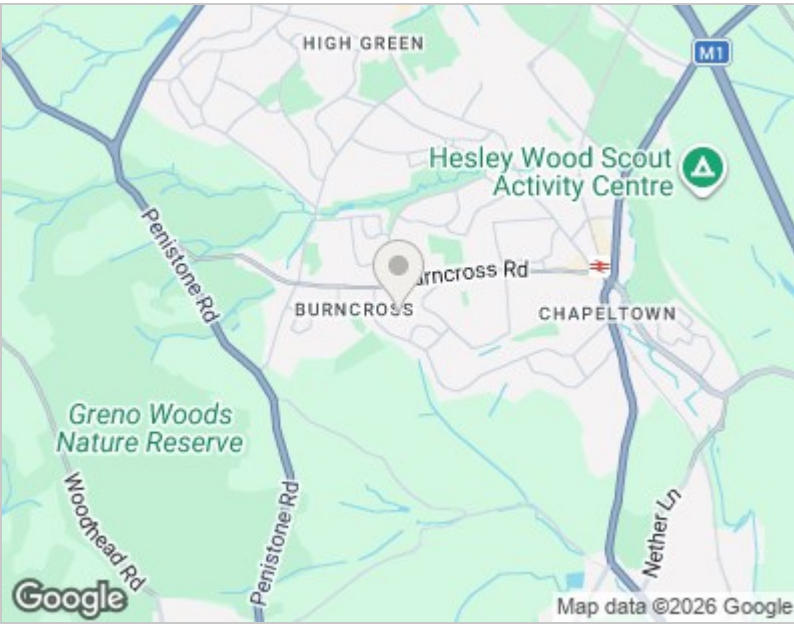 HIGH GREEN
M1
Hesley Wood Scout
Activity Centre
Penistone Rd
urncross Rd
BURNCROSS
CHAPELTOWN
Greno Woods
Nature Reserve
Woodhead Rd
Penistone Rd
Nether Ln
Google
Map data ©2026 Google